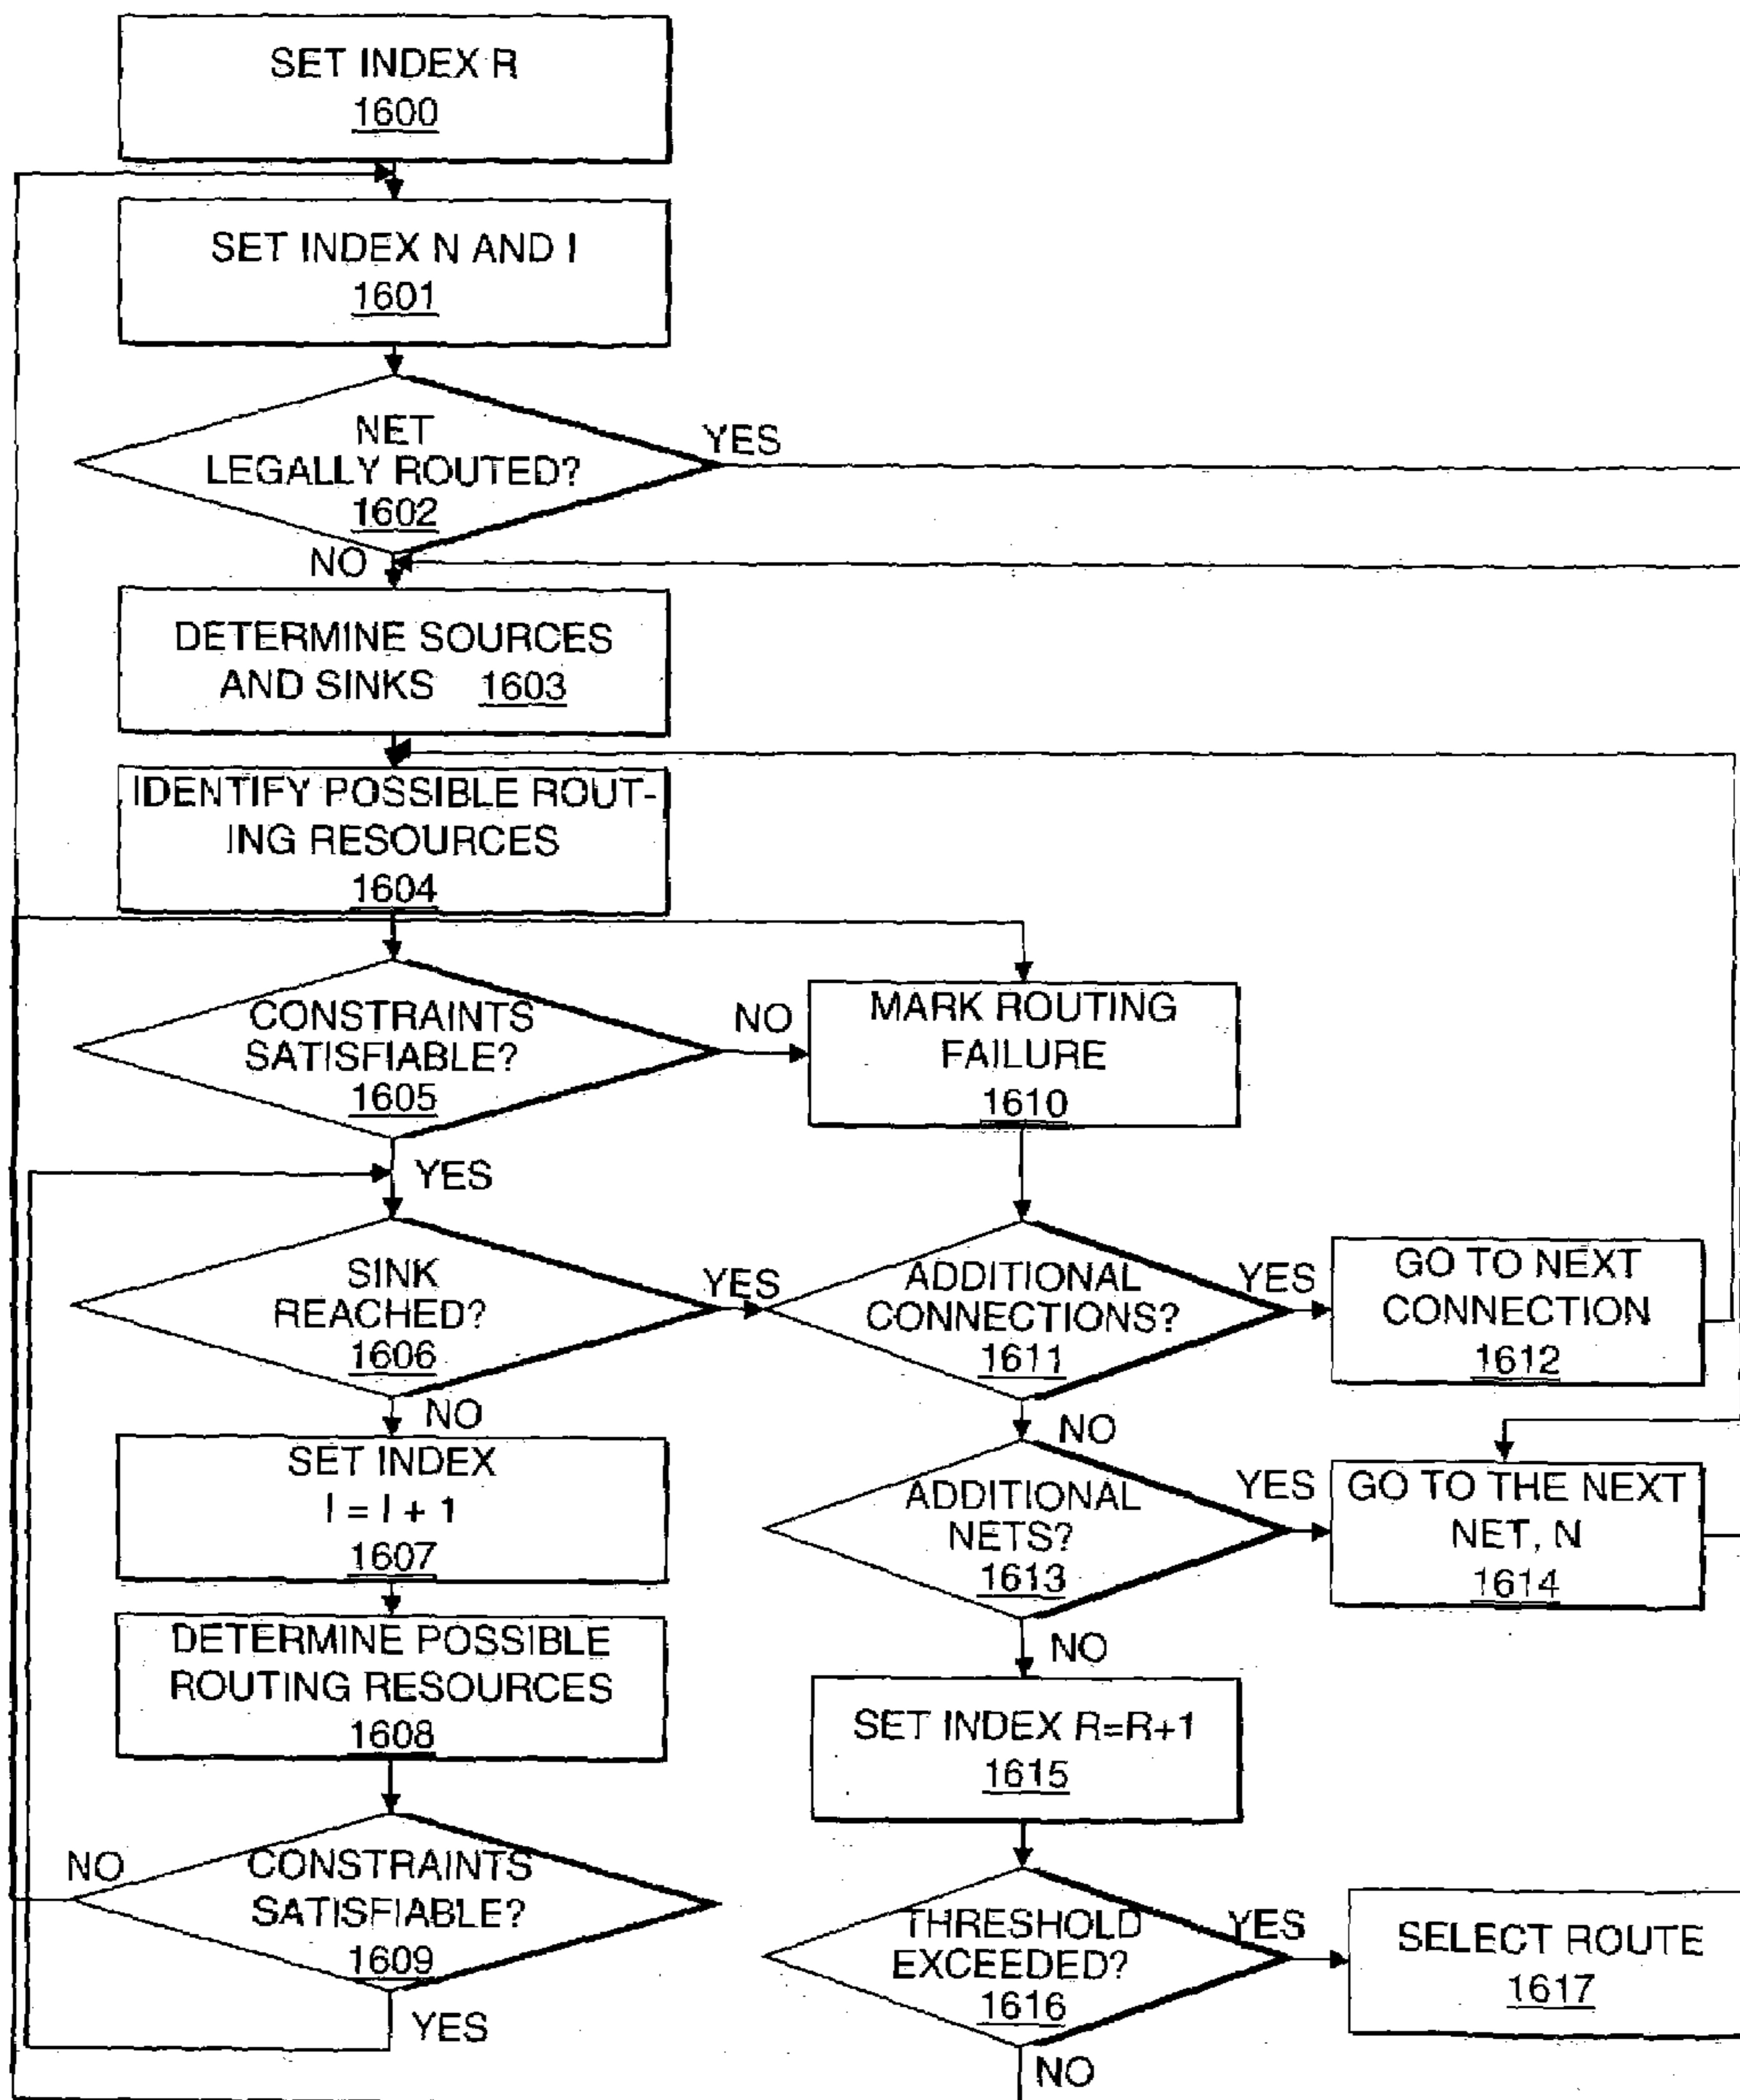 SET INDEX R
1600
SET INDEX N AND I
1601
NET
LEGALLY ROUTED?
1602
YES
NO
DETERMINE SOURCES
AND SINKS 1603
IDENTIFY POSSIBLE ROUT-
ING RESOURCES
1604
CONSTRAINTS
SATISFIABLE?
1605
NO
YES
MARK ROUTING
FAILURE
1610
SINK
REACHED?
1606
YES
NO
ADDITIONAL
CONNECTIONS?
1611
YES
NO
GO TO NEXT
CONNECTION
1612
SET INDEX
I = I + 1
1607
ADDITIONAL
NETS?
1613
YES
NO
GO TO THE NEXT
NET, N
1614
DETERMINE POSSIBLE
ROUTING RESOURCES
1608
SET INDEX R=R+1
1615
NO
CONSTRAINTS
SATISFIABLE?
1609
YES
THRESHOLD
EXCEEDED?
1616
YES
NO
SELECT ROUTE
1617